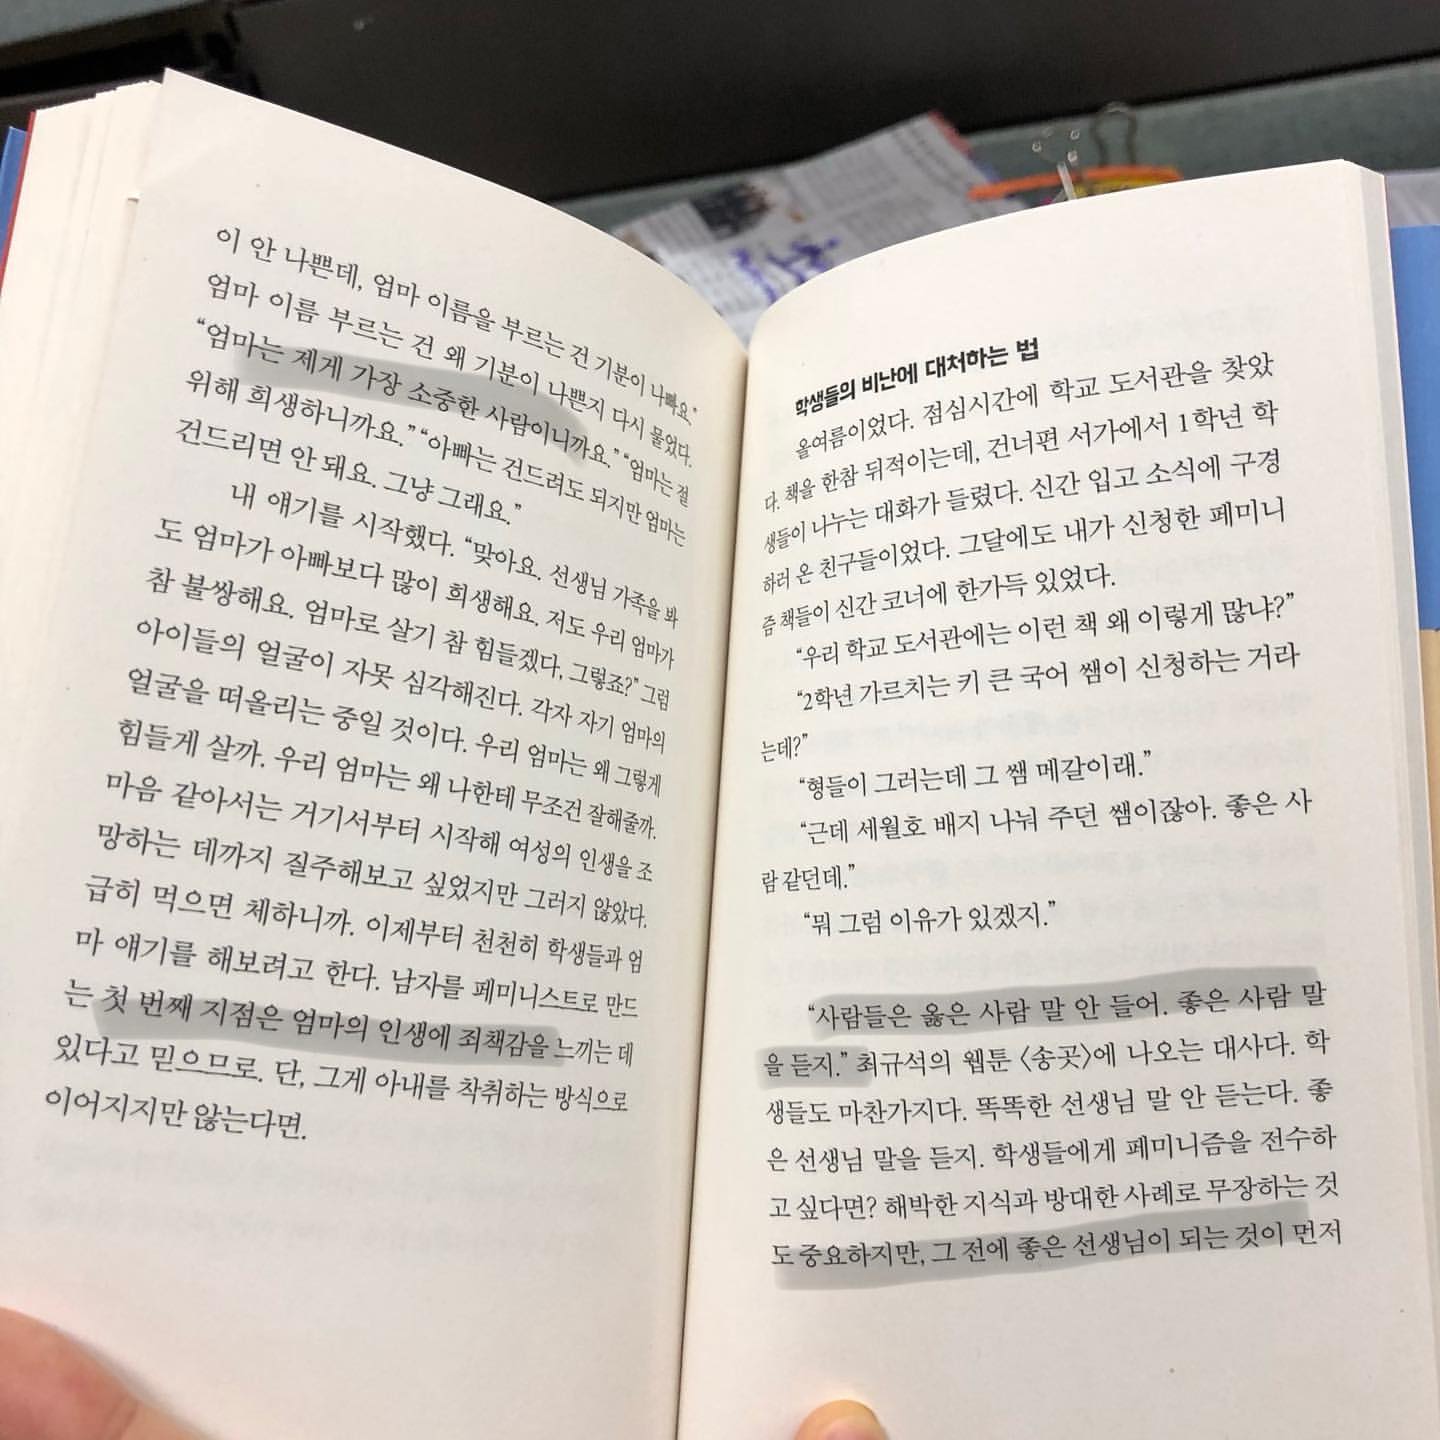 이 안 나쁜데, 엄마 이름을 부르는 건 기분이 나빠요.”
엄마 이름 부르는 건 왜 기분이 나쁜지 다시 물었다.
“엄마는 제게 가장 소중한 사람이니까요.” “엄마는 절
위해 희생하니까요.” “아빠는 건드려도 되지만 엄마는
건드리면 안 돼요. 그냥 그래요.”
내 얘기를 시작했다. “맞아요. 선생님 가족을 봐
도 엄마가 아빠보다 많이 희생해요. 저도 우리 엄마가
참 불쌍해요. 엄마로 살기 참 힘들겠다, 그렇죠?” 그럼
아이들의 얼굴이 자못 심각해진다. 각자 자기 엄마의
얼굴을 떠올리는 중일 것이다. 우리 엄마는 왜 그렇게
힘들게 살까. 우리 엄마는 왜 나한테 무조건 잘해줄까.
마음 같아서는 거기서부터 시작해 여성의 인생을 조
망하는 데까지 질주해보고 싶었지만 그러지 않았다.
급히 먹으면 체하니까. 이제부터 천천히 학생들과 엄
마 얘기를 해보려고 한다. 남자를 페미니스트로 만드
는 첫 번째 지점은 엄마의 인생에 죄책감을 느끼는 데
있다고 믿으므로. 단, 그게 아내를 착취하는 방식으로
이어지지만 않는다면.
학생들의 비난에 대처하는 법
올여름이었다. 점심시간에 학교 도서관을 찾았
다. 책을 한참 뒤적이는데, 건너편 서가에서 1학년 학
생들이 나누는 대화가 들렸다. 신간 입고 소식에 구경
하러 온 친구들이었다. 그달에도 내가 신청한 페미니
즘 책들이 신간 코너에 한가득 있었다.
“우리 학교 도서관에는 이런 책 왜 이렇게 많냐?”
“2학년 가르치는 키 큰 국어 쌤이 신청하는 거라
는데?”
“형들이 그러는데 그 쌤 메갈이래.”
“근데 세월호 배지 나눠 주던 쌤이잖아. 좋은 사
람 같던데.”
“뭐 그럼 이유가 있겠지.”
“사람들은 옳은 사람 말 안 들어. 좋은 사람 말
을 듣지.” 최규석의 웹툰 〈송곳〉에 나오는 대사다. 학
생들도 마찬가지다. 똑똑한 선생님 말 안 듣는다. 좋
은 선생님 말을 듣지. 학생들에게 페미니즘을 전수하
고 싶다면? 해박한 지식과 방대한 사례로 무장하는 것
도 중요하지만, 그 전에 좋은 선생님이 되는 것이 먼저